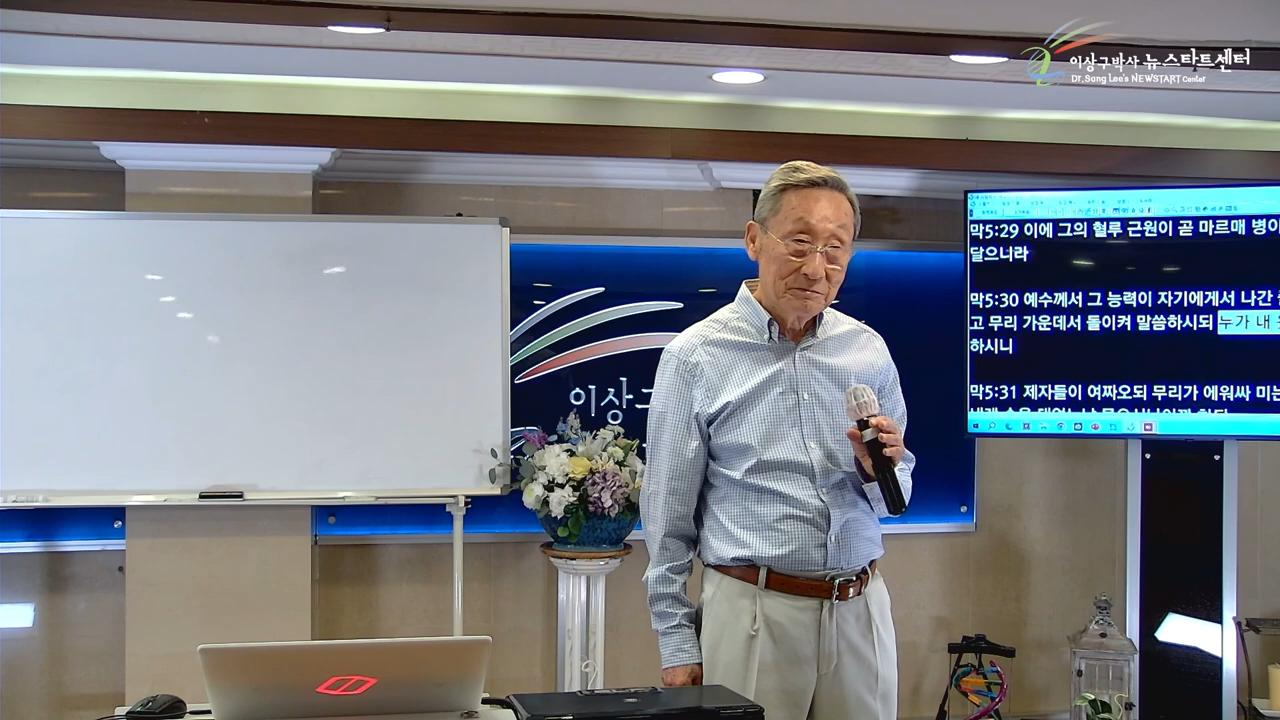 이상구박사 뉴스타트센터
Dr. Sang Lee's NEWSTART Center
막5:29 이에 그의 혈루 근원이 곧 마르매 병이
달으니라
막5:30 예수께서 그 능력이 자기에게서 나간
고 무리 가운데서 돌이켜 말씀하시되 누가 내
하시니
막5:31 제자들이 여짜오되 무리가 에워싸 미는
이상